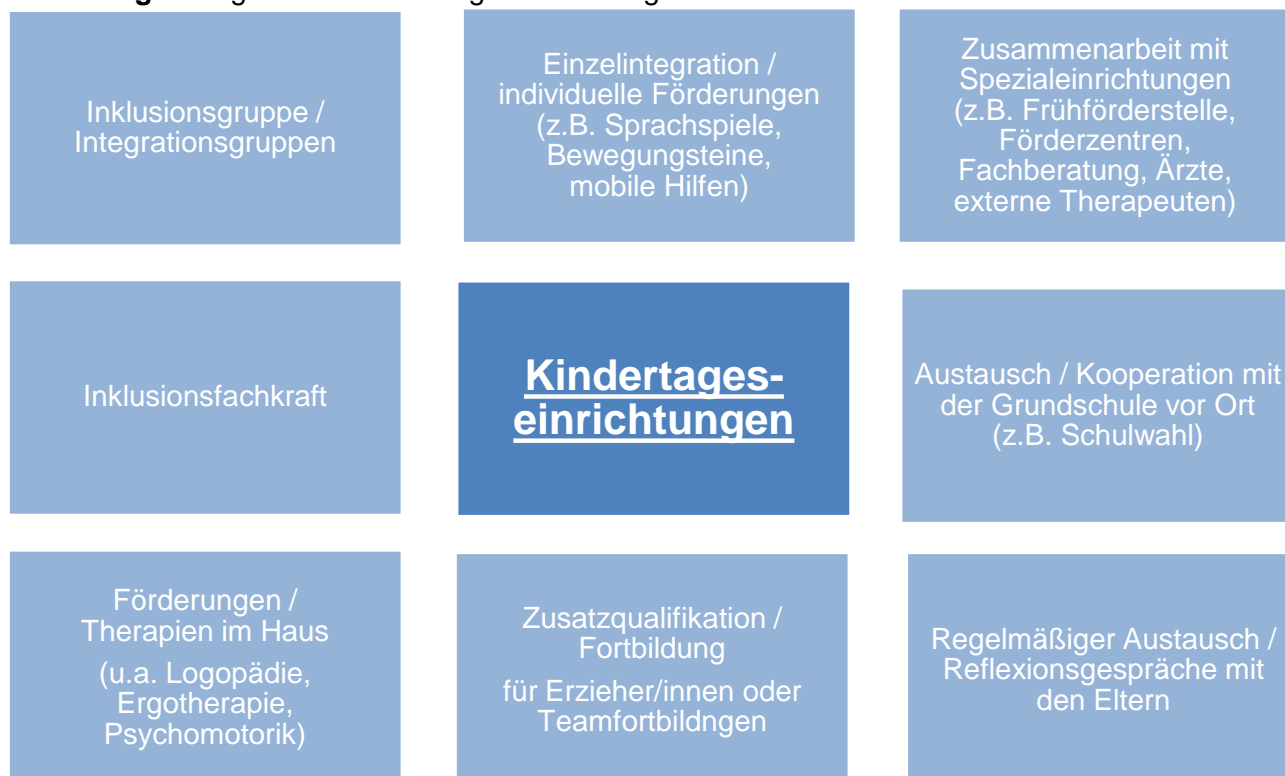 Inklusionsgruppe /
Integrationsgruppen
Einzelintegration /
individuelle Förderungen
(z.B. Sprachspiele,
Bewegungsteine,
mobile Hilfen)
Zusammenarbeit mit
Spezialeinrichtungen
(z.B. Frühförderstelle,
Förderzentren,
Fachberatung, Ärzte,
externe Therapeuten)
Inklusionsfachkraft
Kindertages-
einrichtungen
Austausch / Kooperation mit
der Grundschule vor Ort
(z.B. Schulwahl)
Förderungen /
Therapien im Haus
(u.a. Logopädie,
Ergotherapie,
Psychomotorik)
Zusatzqualifikation /
Fortbildung
für Erzieher/innen oder
Teamfortbildngen
Regelmäßiger Austausch /
Reflexionsgespräche mit
den Eltern